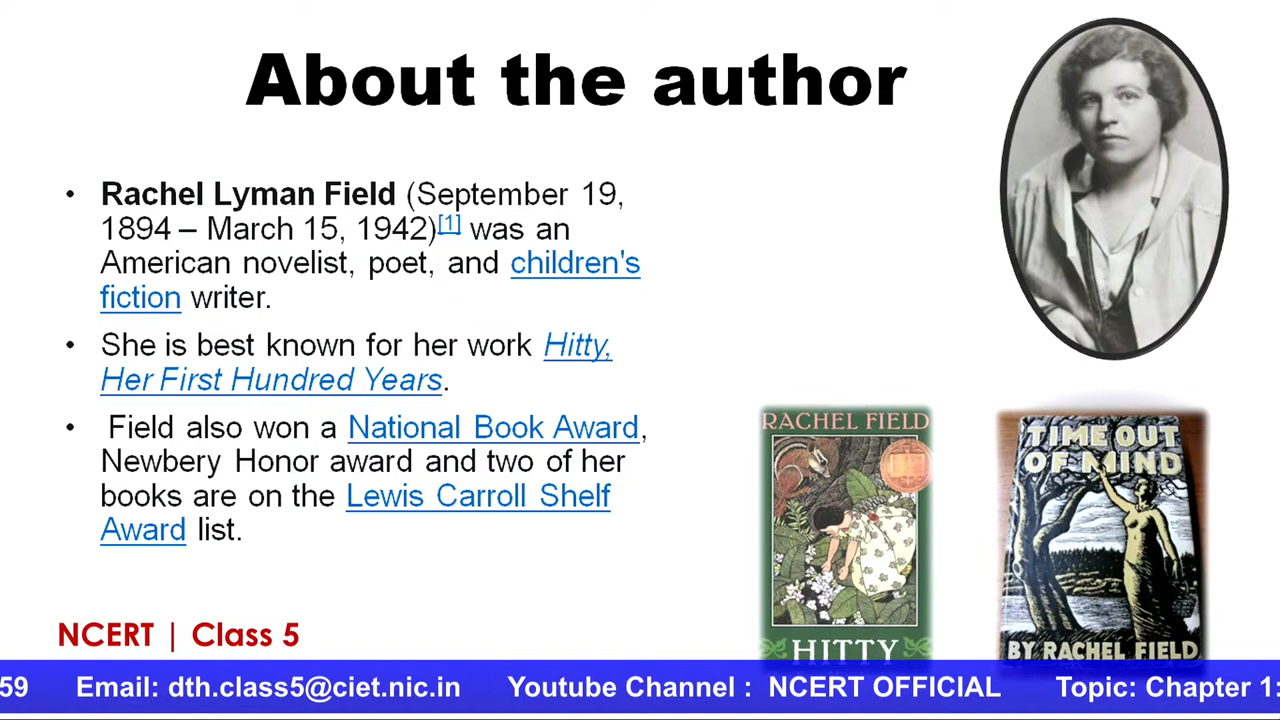 About the author
• Rachel Lyman Field (September 19,
1894 – March 15, 1942)[1] was an
American novelist, poet, and children's
fiction writer.
• She is best known for her work Hitty,
Her First Hundred Years.
• Field also won a National Book Award,
Newbery Honor award and two of her
books are on the Lewis Carroll Shelf
Award list.
RACHEL FIELD
HITTY
TIME OUT
OF MIND
BY RACHEL FIELD
NCERT | Class 5
59 Email: dth.class5@ciet.nic.in Youtube Channel : NCERT OFFICIAL Topic: Chapter 1: